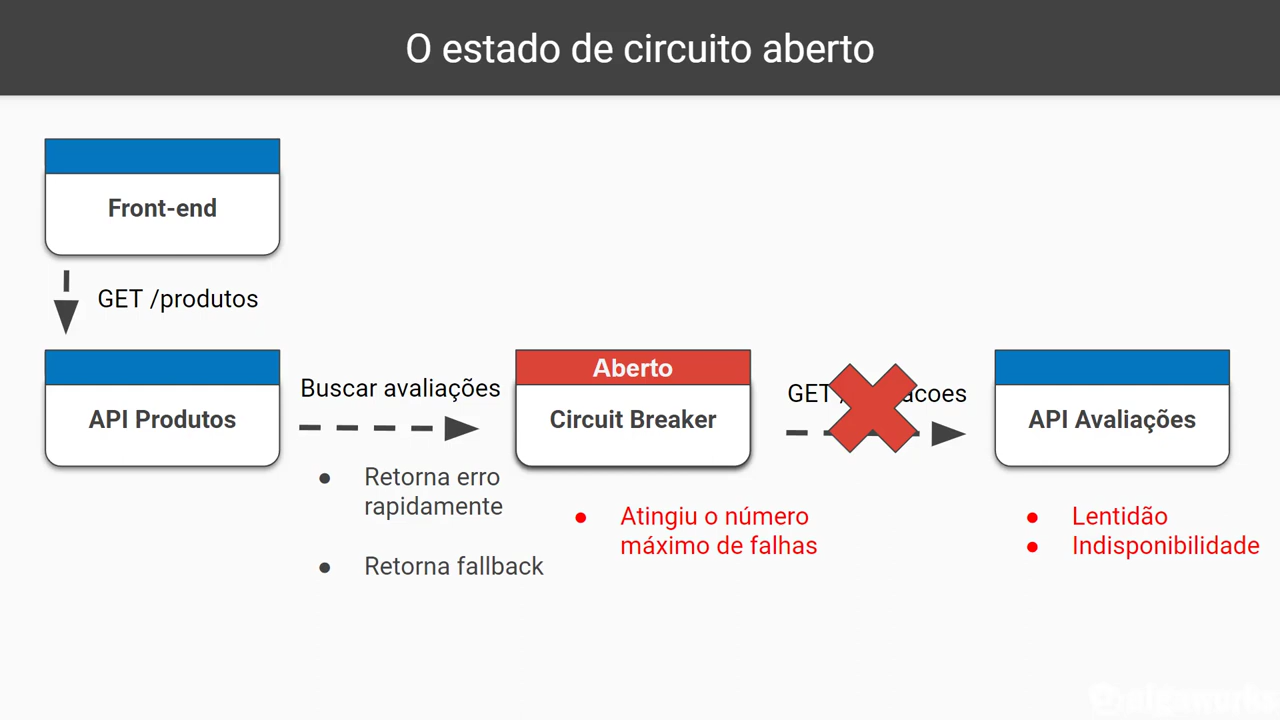 O estado de circuito aberto
Front-end
GET /produtos
API Produtos
Buscar avaliações
Aberto
Circuit Breaker
GET
API Avaliações
● Retorna erro
rapidamente
● Retorna fallback
● Atingiu o número
máximo de falhas
● Lentidão
● Indisponibilidade